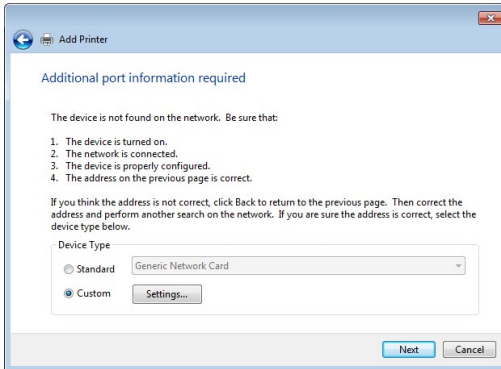 Add Printer
Additional port information required
The device is not found on the network. Be sure that:
1. The device is turned on.
2. The network is connected.
3. The device is properly configured.
4. The address on the previous page is correct.
If you think the address is not correct, click Back to return to the previous page. Then correct the
address and perform another search on the network. If you are sure the address is correct, select the
device type below.
Device Type
Standard Generic Network Card
Custom Settings...
Next Cancel